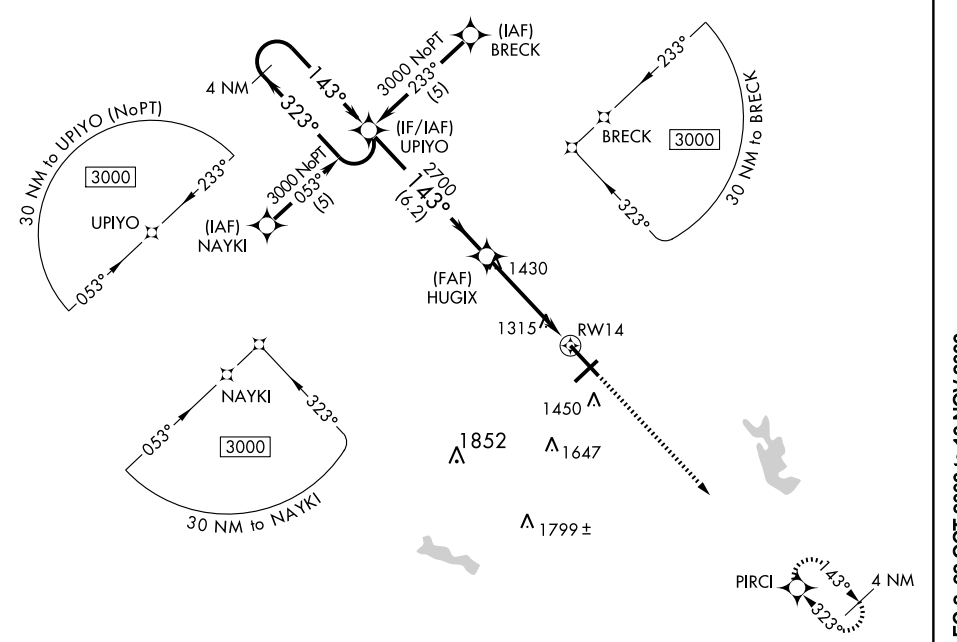 (IAF)
BRECK
3000 NoPT
233°
(5)
4 NM
143°
323°
(IF/IAF)
UPIYO
30 NM to UPIYO (NoPT)
3000
233°
UPIYO
053°
3000 NoPT
053°
(5)
(IAF)
NAYKI
2700
143°
(6.2)
233°
BRECK
3000
30 NM to BRECK
323°
(FAF)
HUGIX
1430
1315
RW14
NAYKI
053°
323°
3000
30 NM to NAYKI
1450
1852
1647
1799±
PIRCI
143°
4 NM
323°